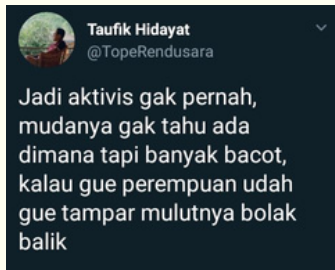 Taufik Hidayat
@TopeRendusara
Jadi aktivis gak pernah,
mudanya gak tahu ada
dimana tapi banyak bacot,
kalau gue perempuan udah
gue tampar mulutnya bolak
balik